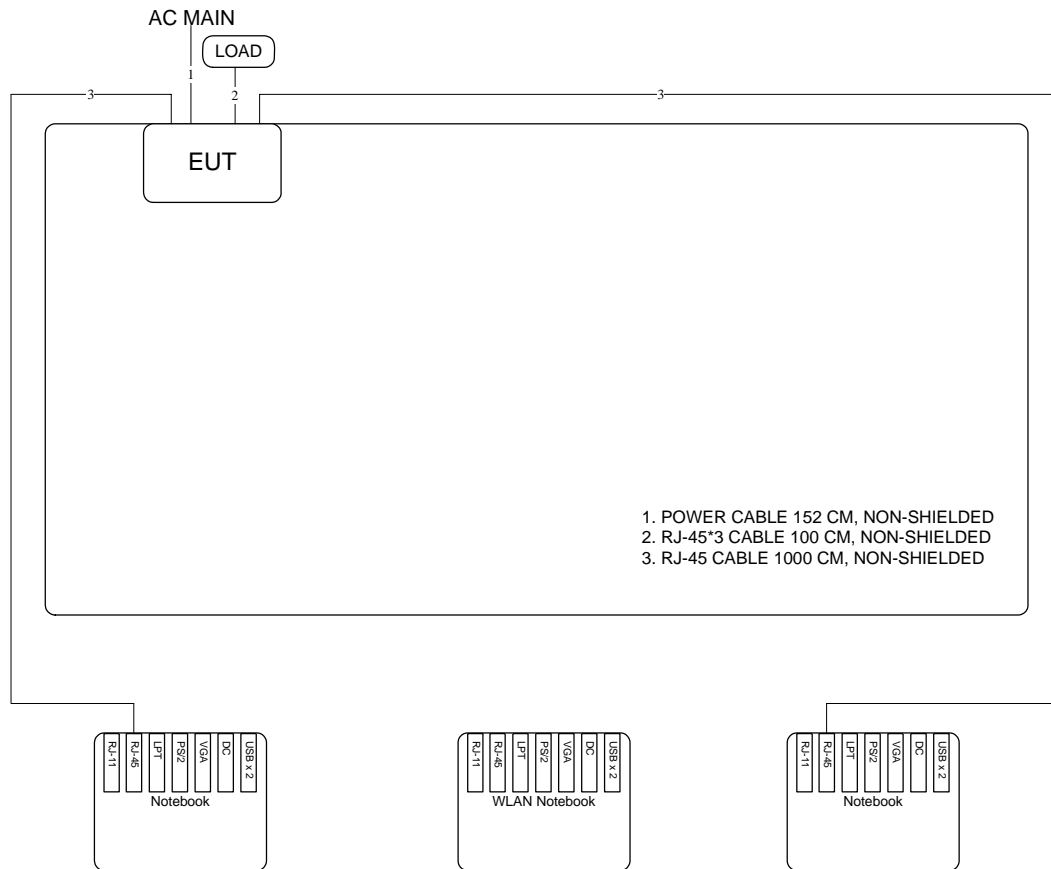 AC MAIN
LOAD
1
3
2
3
EUT
1. POWER CABLE 152 CM, NON-SHIELDED
2. RJ-45*3 CABLE 100 CM, NON-SHIELDED
3. RJ-45 CABLE 1000 CM, NON-SHIELDED
RJ-11
RJ-45
LPT
PS/2
VGA
DC
USB x 2
Notebook
RJ-11
RJ-45
LPT
PS/2
VGA
DC
USB x 2
WLAN Notebook
RJ-11
RJ-45
LPT
PS/2
VGA
DC
USB x 2
Notebook